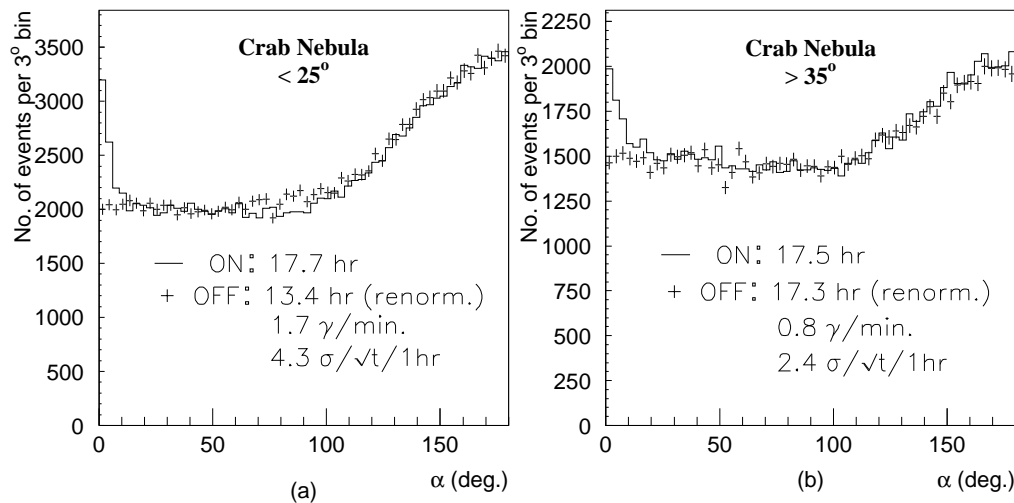 No. of events per 3° bin
3500
3000
2500
2000
1500
1000
500
0
Crab Nebula
< 25°
ON: 17.7 hr
OFF: 13.4 hr (renorm.)
1.7 γ/min.
4.3 σ/√t/1hr
0
50
100
150
α (deg.)
(a)
No. of events per 3° bin
2250
2000
1750
1500
1250
1000
750
500
250
0
Crab Nebula
> 35°
ON: 17.5 hr
OFF: 17.3 hr (renorm.)
0.8 γ/min.
2.4 σ/√t/1hr
0
50
100
150
α (deg.)
(b)